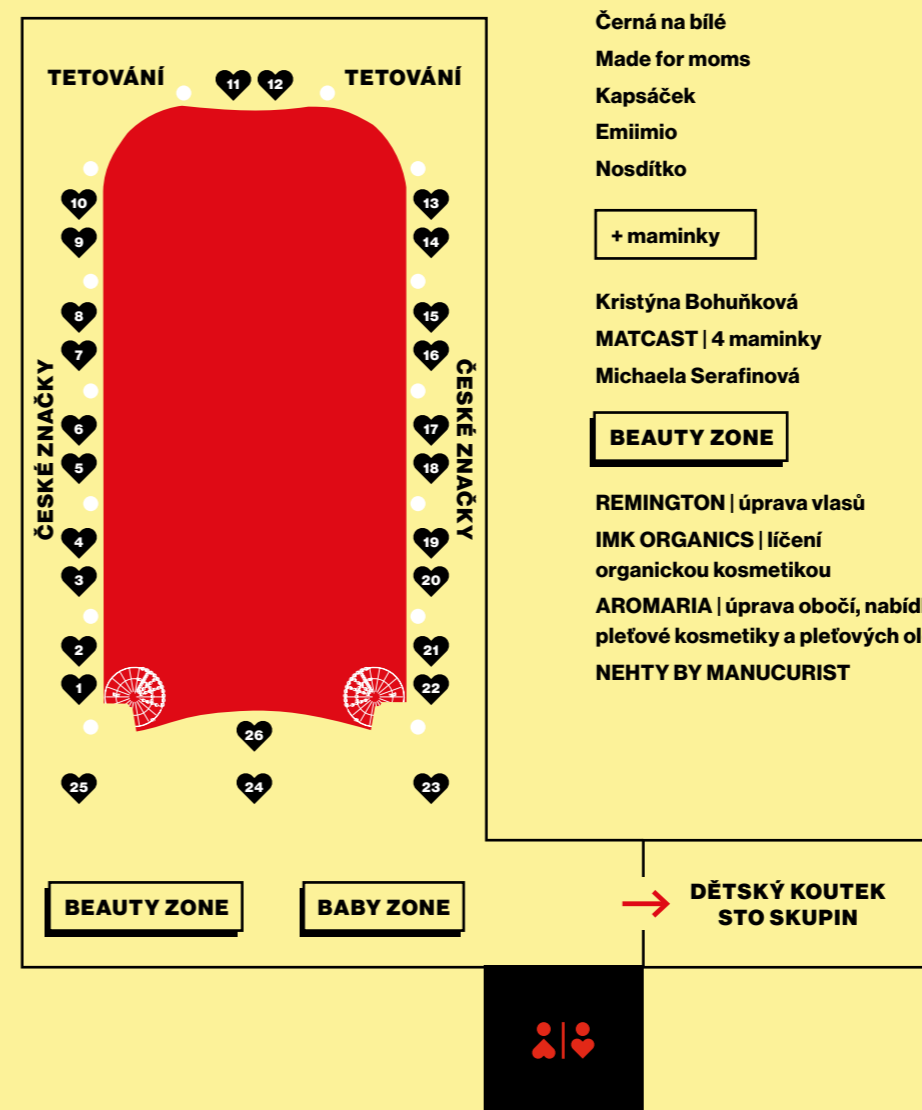 TETOVÁNÍ
11
12
TETOVÁNÍ
10
13
9
14
8
15
7
16
ČESKÉ ZNAČKY
ČESKÉ ZNAČKY
6
17
5
18
4
19
3
20
2
21
1
22
26
25
24
23
BEAUTY ZONE
BABY ZONE
DĚTSKÝ KOUTEK
STO SKUPIN
Černá na bílé
Made for moms
Kapsáček
Emiimio
Nosdítko
+ maminky
Kristýna Bohuňková
MATCAST | 4 maminky
Michaela Serafinová
BEAUTY ZONE
REMINGTON | úprava vlasů
IMK ORGANICS | líčení
organickou kosmetikou
AROMARIA | úprava obočí,
pleťové kosmetiky a pleťových
NEHTY BY MANUCURIST